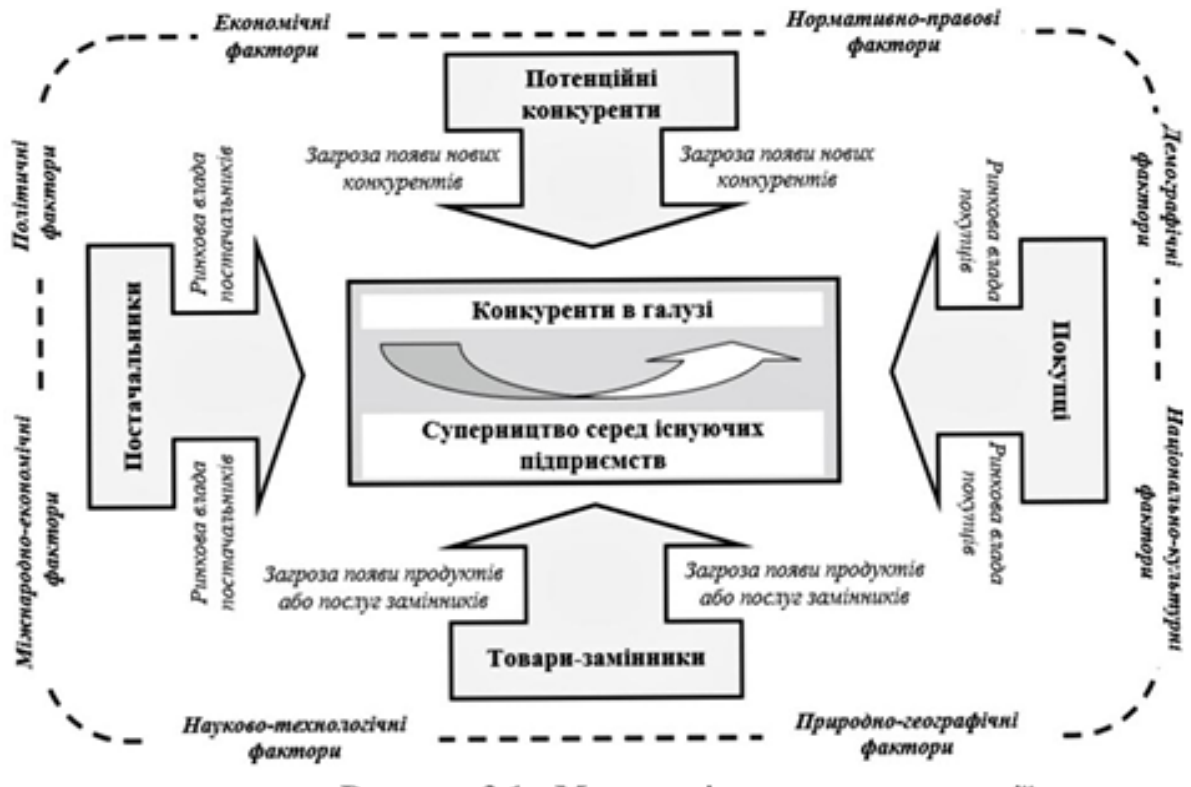 Економічні
фактори
Нормативно-правові
фактори
Потенційні
конкуренти
Загроза появи нових
конкурентів
Загроза появи нових
конкурентів
Політичні
фактори
Ринкова влада
постачальників
Ринкова влада
покупців
Демографічні
фактори
Постачальники
Конкуренти в галузі
Суперництво серед існуючих
підприємств
Покупці
Міжнародно-економічні
фактори
Ринкова влада
постачальників
Ринкова влада
покупців
Національно-культурні
фактори
Загроза появи продуктів
або послуг замінників
Загроза появи продуктів
або послуг замінників
Товари-замінники
Науково-технологічні
фактори
Природно-географічні
фактори